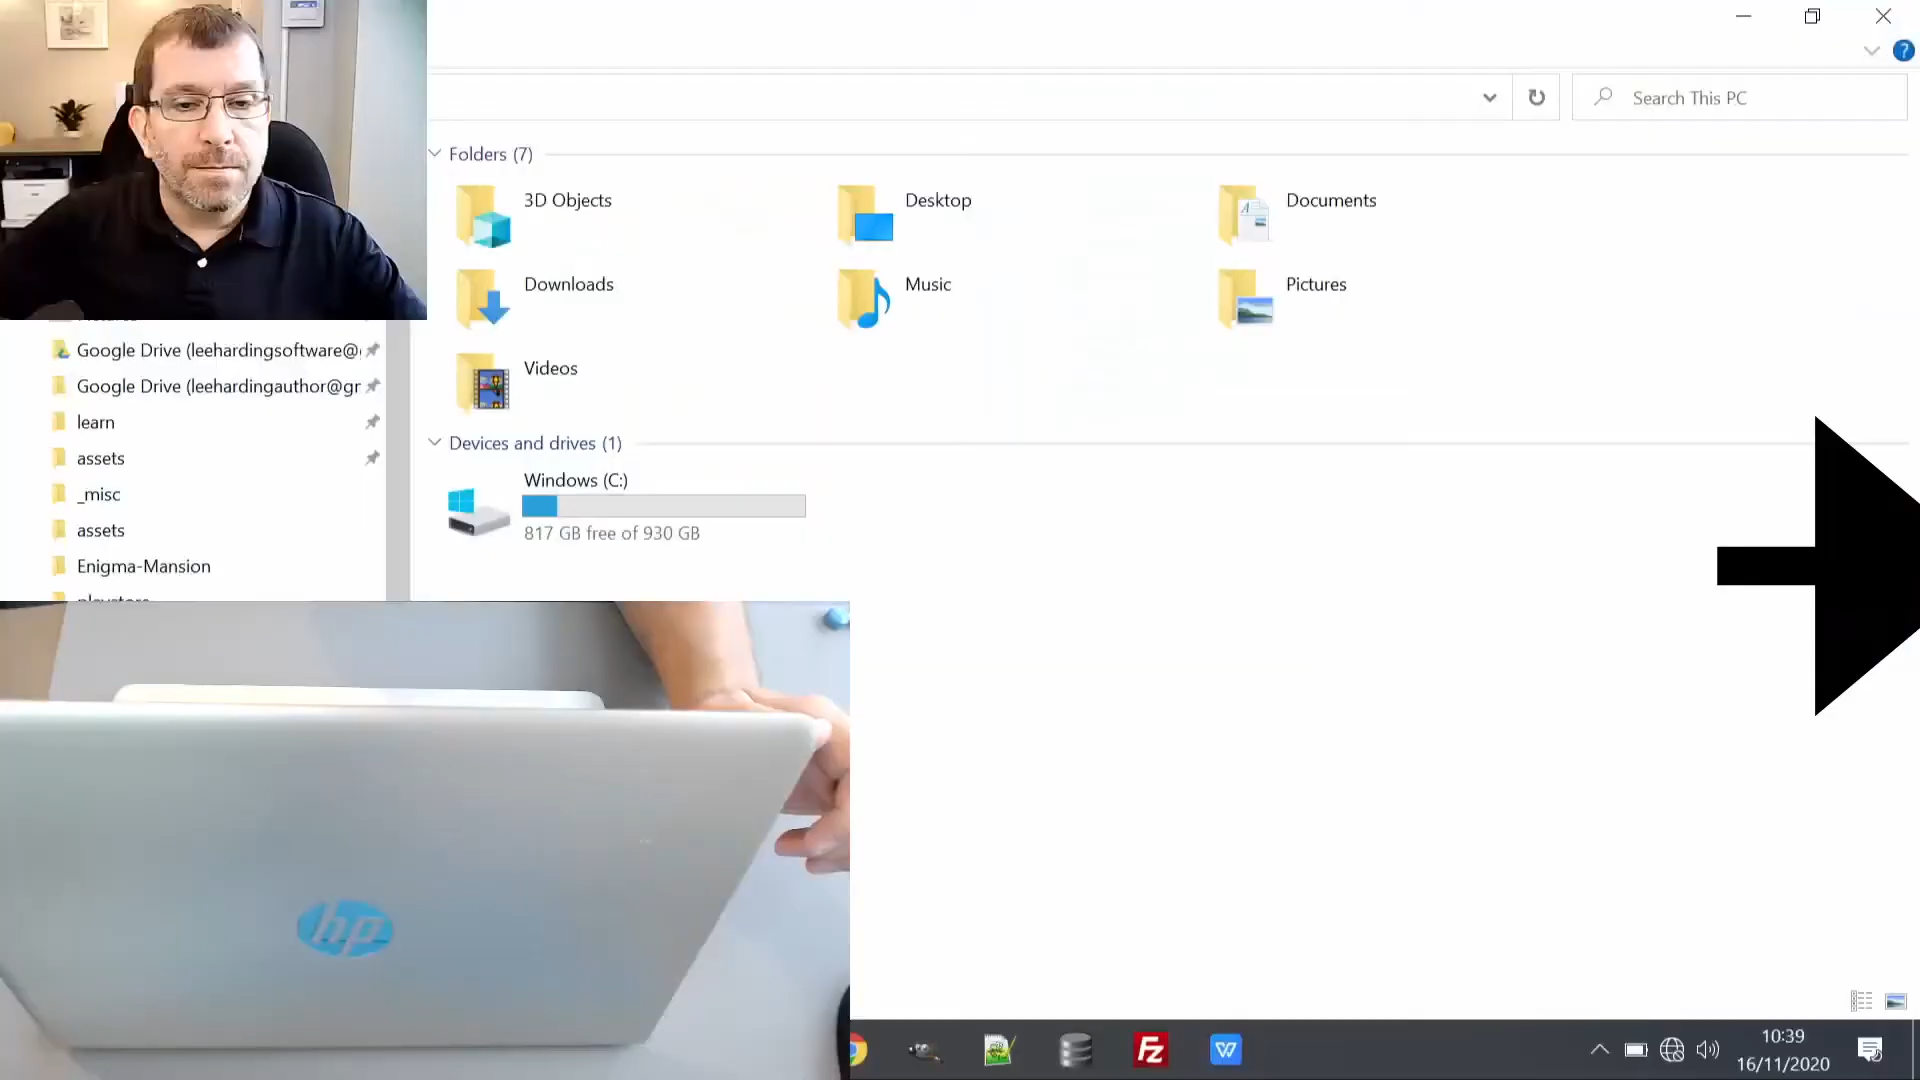 Search This PC
Folders (7)
3D Objects
Desktop
Documents
Downloads
Music
Pictures
Videos
Google Drive (leehardingsoftware@
Google Drive (leehardingauthor@gr
learn
assets
_misc
assets
Enigma-Mansion
Devices and drives (1)
Windows (C:)
817 GB free of 930 GB
hp
10:39
16/11/2020